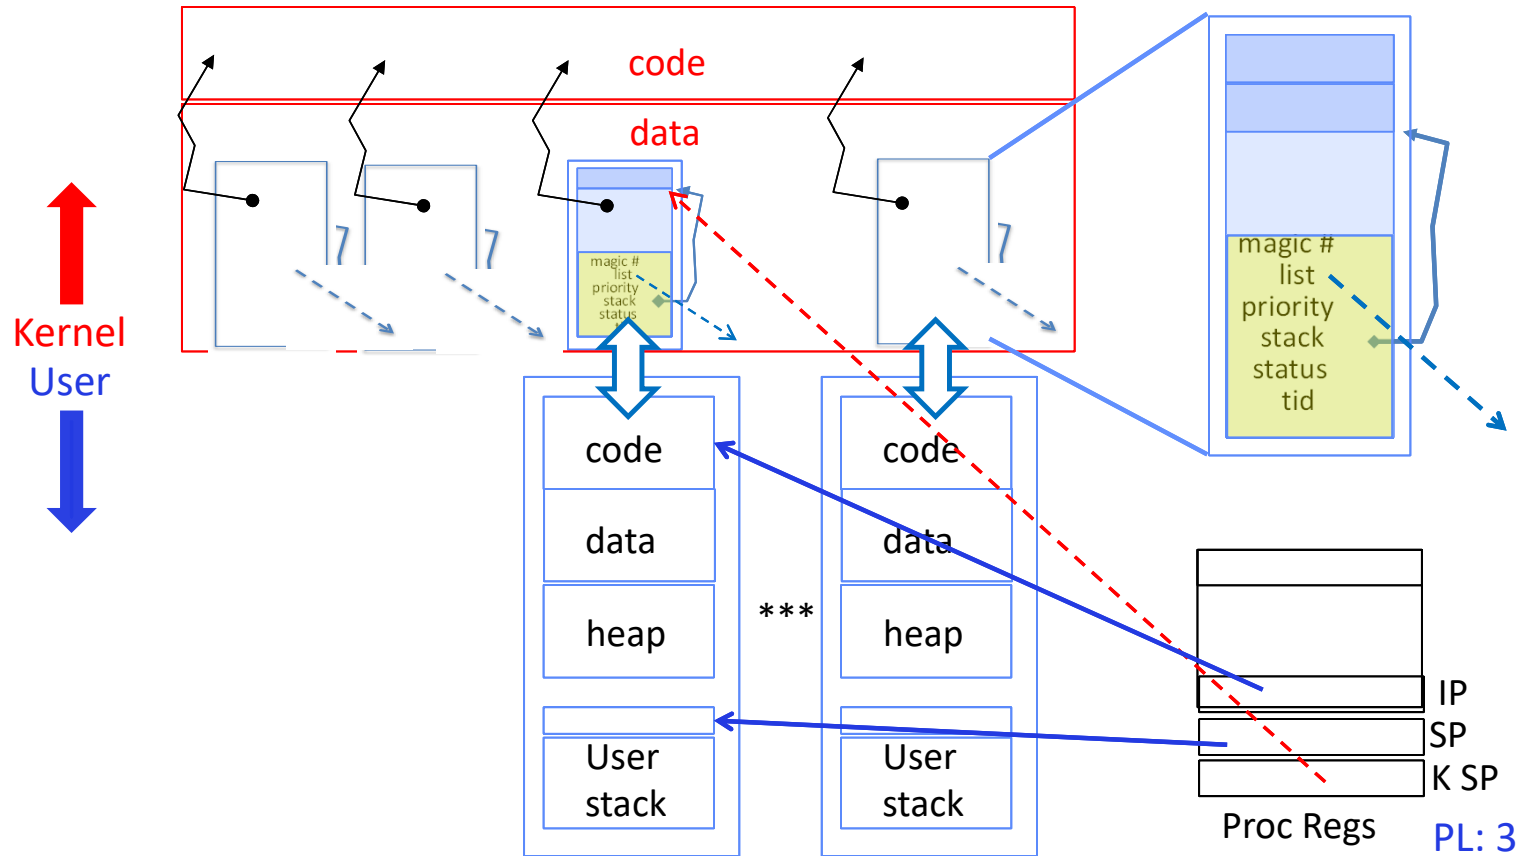 code
data
magic #
list
priority
stack
status
magic #
list
priority
stack
status
tid
Kernel
User
code
data
heap
User
stack
***
code
data
heap
User
stack
IP
SP
K SP
Proc Regs
PL: 3